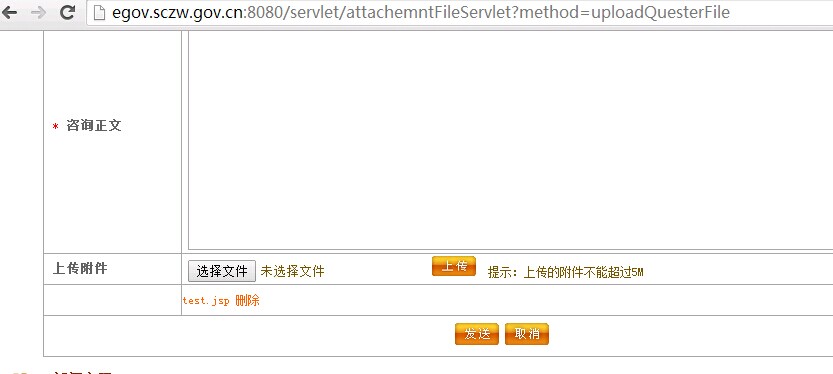 egov.sczw.gov.cn:8080/servlet/attachemntFileServlet?method=uploadQuesterFile
* 咨询正文
上传附件 选择文件 未选择文件 上传 提示：上传的附件不能超过5M
test.jsp 删除
发送 取消